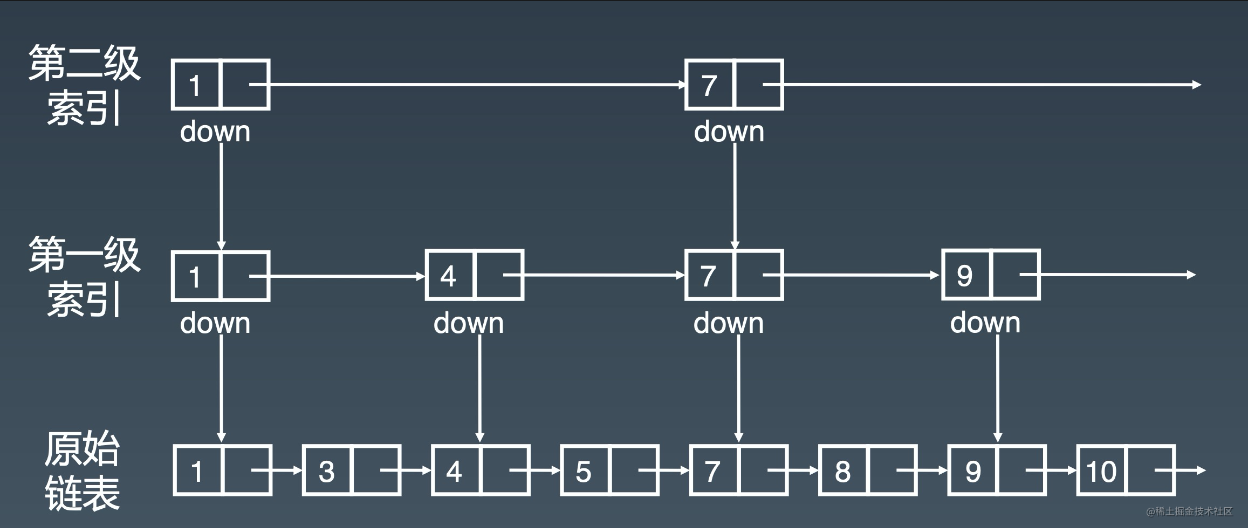 第二级
索引
1 7
down down
第一级
索引
1 4 7 9
down down down down
原始
链表
1 3 4 5 7 8 9 10
@稀土掘金技术社区